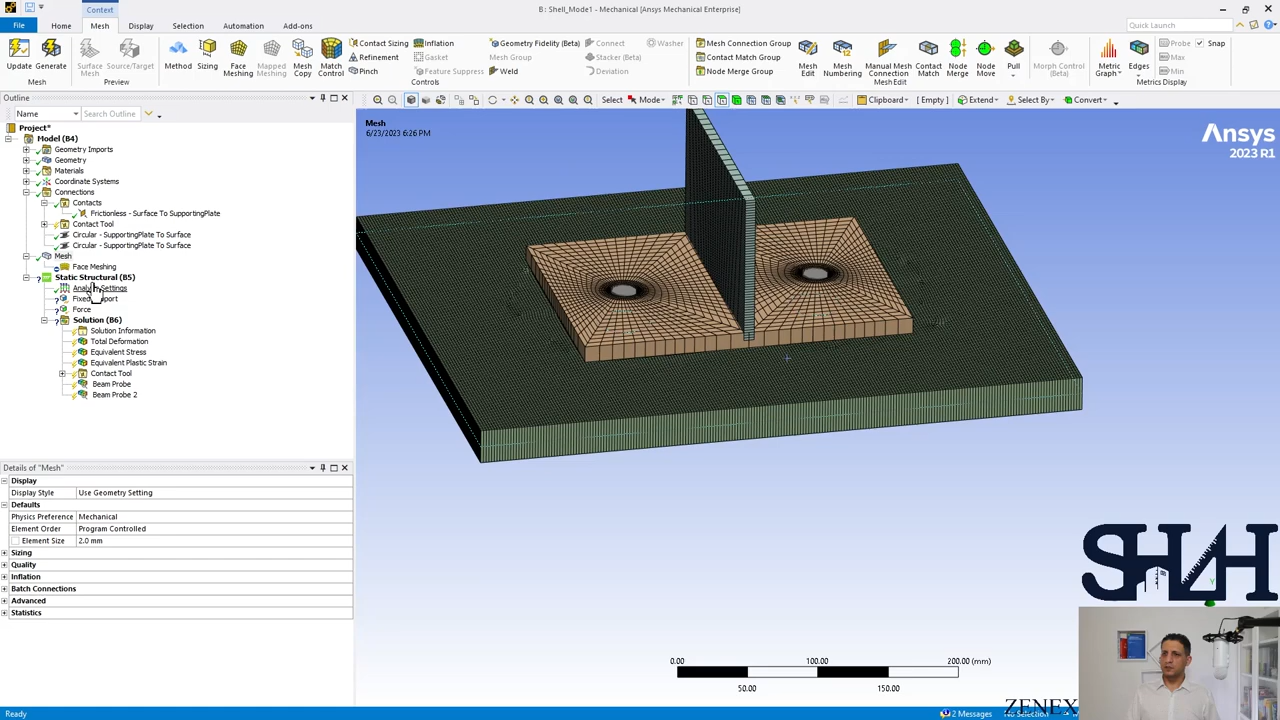 Context
B: Shell_Mode1 - Mechanical [Ansys Mechanical Enterprise]
File Home Mesh Display Selection Automation Add-ons Quick Launch
Update Generate Surface Mesh Source/Target Method Sizing Face Meshing Mapped Meshing Mesh Copy Match Control
Contact Sizing Inflation Geometry Fidelity (Beta) Connect Washer Mesh Connection Group
Refinement Gasket Mesh Group Stacker (Beta) Contact Match Group
Pinch Feature Suppress Weld Deviation Node Merge Group
Mesh Edit Mesh Numbering Manual Mesh Connection Contact Match Node Merge Node Move Pull Morph Control (Beta) Metric Graph Edges Probe Snap Max Min
Mesh Preview Controls Mesh Edit Metrics Display
Outline
Name Search Outline
Select Mode Clipboard [ Empty ] Extend Select By Convert
Project*
Model (B4)
Geometry Imports
Geometry
Materials
Coordinate Systems
Connections
Contacts
Frictionless - Surface To SupportingPlate
Contact Tool
Circular - SupportingPlate To Surface
Circular - SupportingPlate To Surface
Mesh
Face Meshing
Static Structural (B5)
Analysis Settings
Fixed Support
Force
Solution (B6)
Solution Information
Total Deformation
Equivalent Stress
Equivalent Plastic Strain
Contact Tool
Beam Probe
Beam Probe 2
Details of "Mesh"
Display
Display Style Use Geometry Setting
Defaults
Physics Preference Mechanical
Element Order Program Controlled
Element Size 2.0 mm
Sizing
Quality
Inflation
Batch Connections
Advanced
Statistics
Mesh
6/23/2023 6:26 PM
Ansys
2023 R1
0.00 100.00 200.00 (mm)
50.00 150.00
Y
SHAH
ZENEX
Ready 2 Messages No Selection